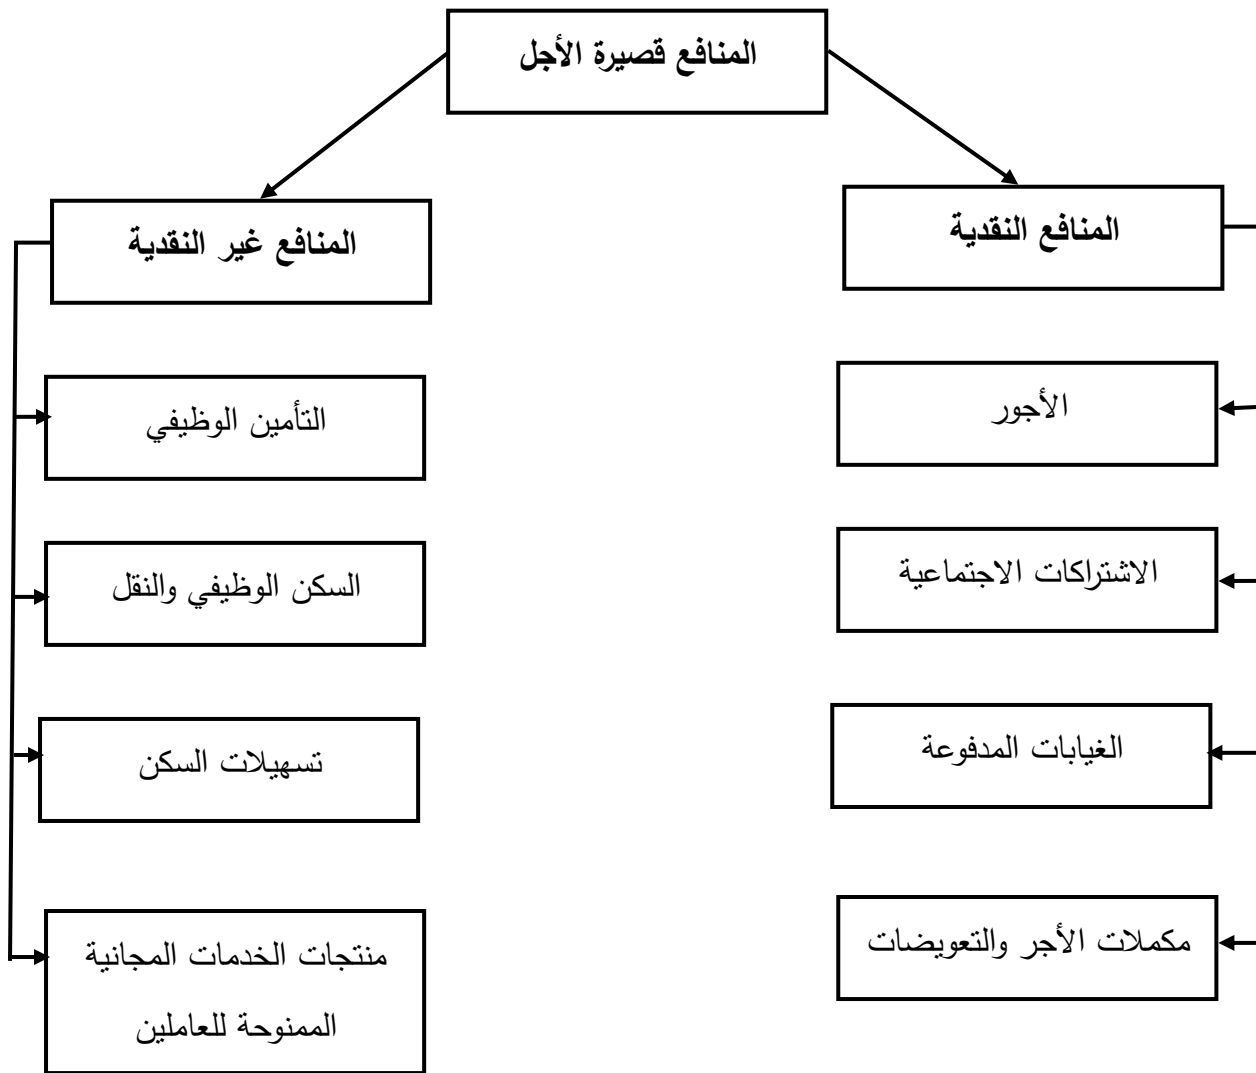 المنافع قصيرة الأجل
المنافع النقدية
المنافع غير النقدية
الأجور
التأمين الوظيفي
الاشتراكات الاجتماعية
السكن الوظيفي والنقل
الغيابات المدفوعة
تسهيلات السكن
مكملات الأجر والتعويضات
منتجات الخدمات المجانية
الممنوحة للعاملين